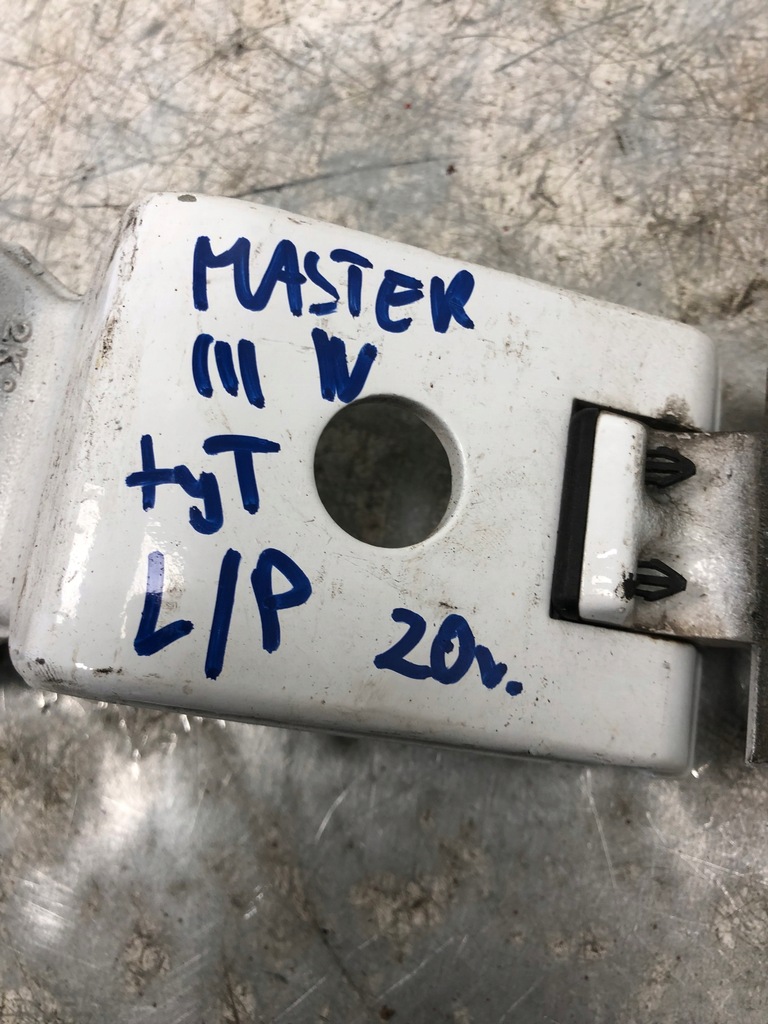 MASTER
III IV
tyT
L/P 20r.